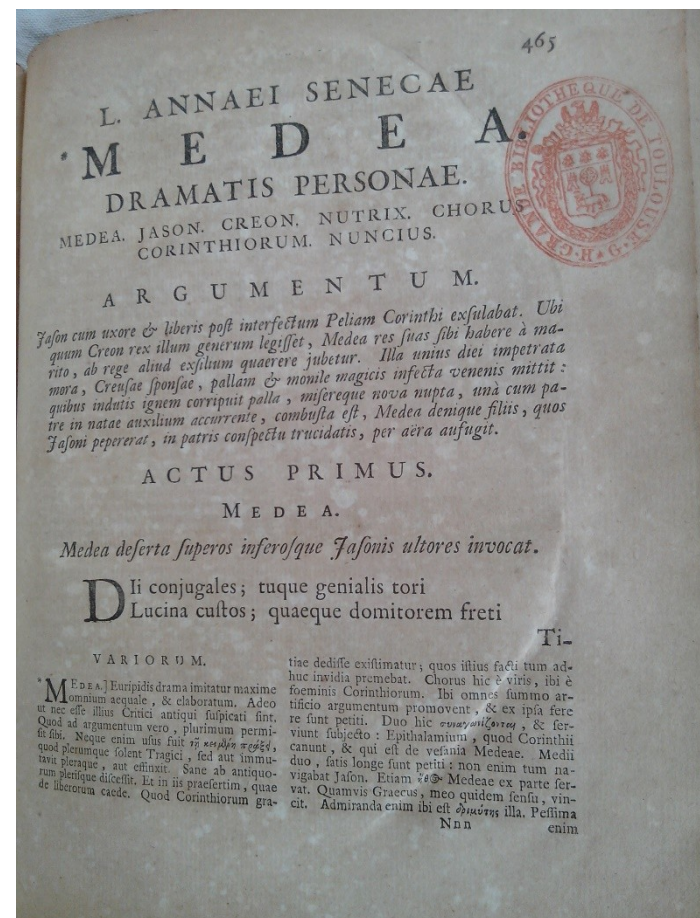 465
L. ANNAEI SENECAE
*MEDEA.
DRAMATIS PERSONAE.
MEDEA. JASON. CREON. NUTRIX. CHORUS
CORINTHIORUM. NUNCIUS.
GRANDE BIBLIOTHEQUE DE TOULOUSE
H * G
ARGUMENTUM.
Jaſon cum uxore & liberis poſt interfectum Peliam Corinthi exſulabat. Ubi
quum Creon rex illum generum legiſſet, Medea res ſuas ſibi habere à ma-
rito, ab rege aliud exſilium quaerere jubetur. Illa unius diei impetrata
mora, Creuſae ſponſae, pallam & monile magicis infecta venenis mittit:
quibus indutis ignem corripuit palla, miſereque nova nupta, unà cum pa-
tre in natae auxilium accurrente, combuſta eſt, Medea denique filiis, quos
Jaſoni pepererat, in patris conſpectu trucidatis, per aëra aufugit.
ACTUS PRIMUS.
MEDEA.
Medea deſerta ſuperos inferoſque Jaſonis ultores invocat.
DIi conjugales; tuque genialis tori
Lucina cuſtos; quaeque domitorem freti
Ti-
VARIORUM.
*MEDEA.] Euripidis drama imitatur maxime
omnium aequale, & elaboratum. Adeo
ut nec eſſe illius Critici antiqui ſuſpicati ſint.
Quod ad argumentum vero, plurimum permi-
ſit ſibi. Neque enim uſus fuit
quod plerumque ſolent Tragici, ſed aut immu-
tavit pleraque, aut effinxit. Sane ab antiquo-
rum pleriſque diſceſſit. Et in iis praeſertim, quae
de liberorum caede. Quod Corinthiorum gra-
tiae dediſſe exiſtimatur; quos iſtius facti tum ad-
huc invidia premebat. Chorus hic è viris, ibi è
foeminis Corinthiorum. Ibi omnes ſummo ar-
tificio argumentum promovent, & ex ipſa fere
re ſunt petiti. Duo hic συναγωνίζονται, & ſer-
viunt ſubjecto: Epithalamium, quod Corinthii
canunt, & qui eſt de veſania Medeae. Medii
duo, ſatis longe ſunt petiti: non enim tum na-
vigabat Jaſon. Etiam Medeae ex parte ſer-
vat. Quamvis Graecus, meo quidem ſenſu, vin-
cit. Admiranda enim ibi eſt δριμύτης illa. Peſſima
Nnn
enim